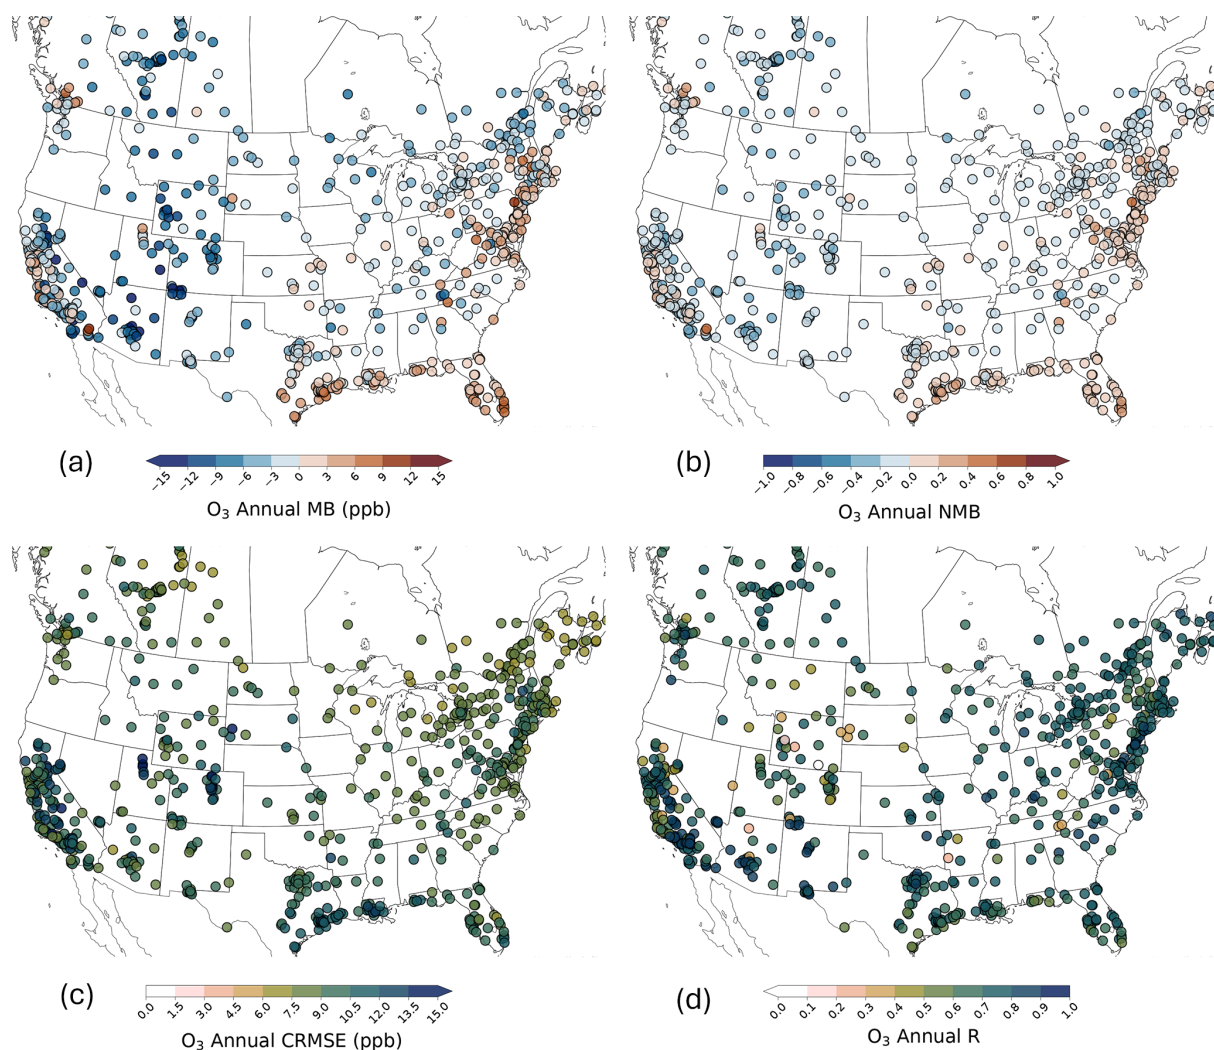 (a)
−15 −12 −9 −6 −3 0 3 6 9 12 15
O₃ Annual MB (ppb)
(b)
−1.0 −0.8 −0.6 −0.4 −0.2 0.0 0.2 0.4 0.6 0.8 1.0
O₃ Annual NMB
(c)
0.0 1.5 3.0 4.5 6.0 7.5 9.0 10.5 12.0 13.5 15.0
O₃ Annual CRMSE (ppb)
(d)
0.0 0.1 0.2 0.3 0.4 0.5 0.6 0.7 0.8 0.9 1.0
O₃ Annual R